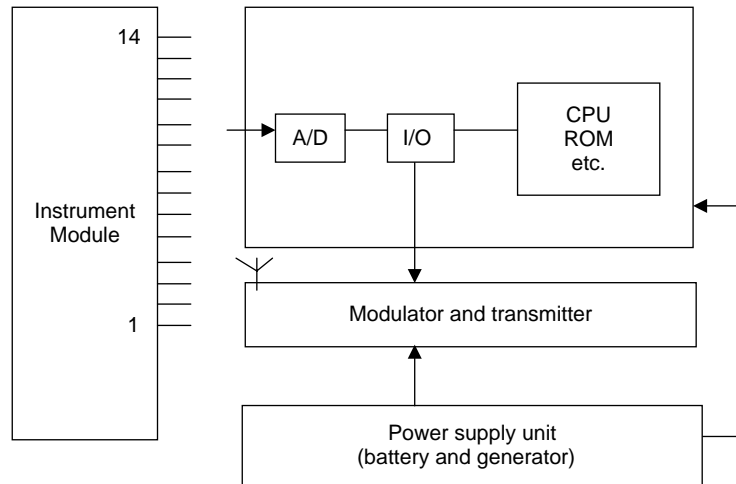 14
Instrument
Module
1
A/D
I/O
CPU
ROM
etc.
Modulator and transmitter
Power supply unit
(battery and generator)